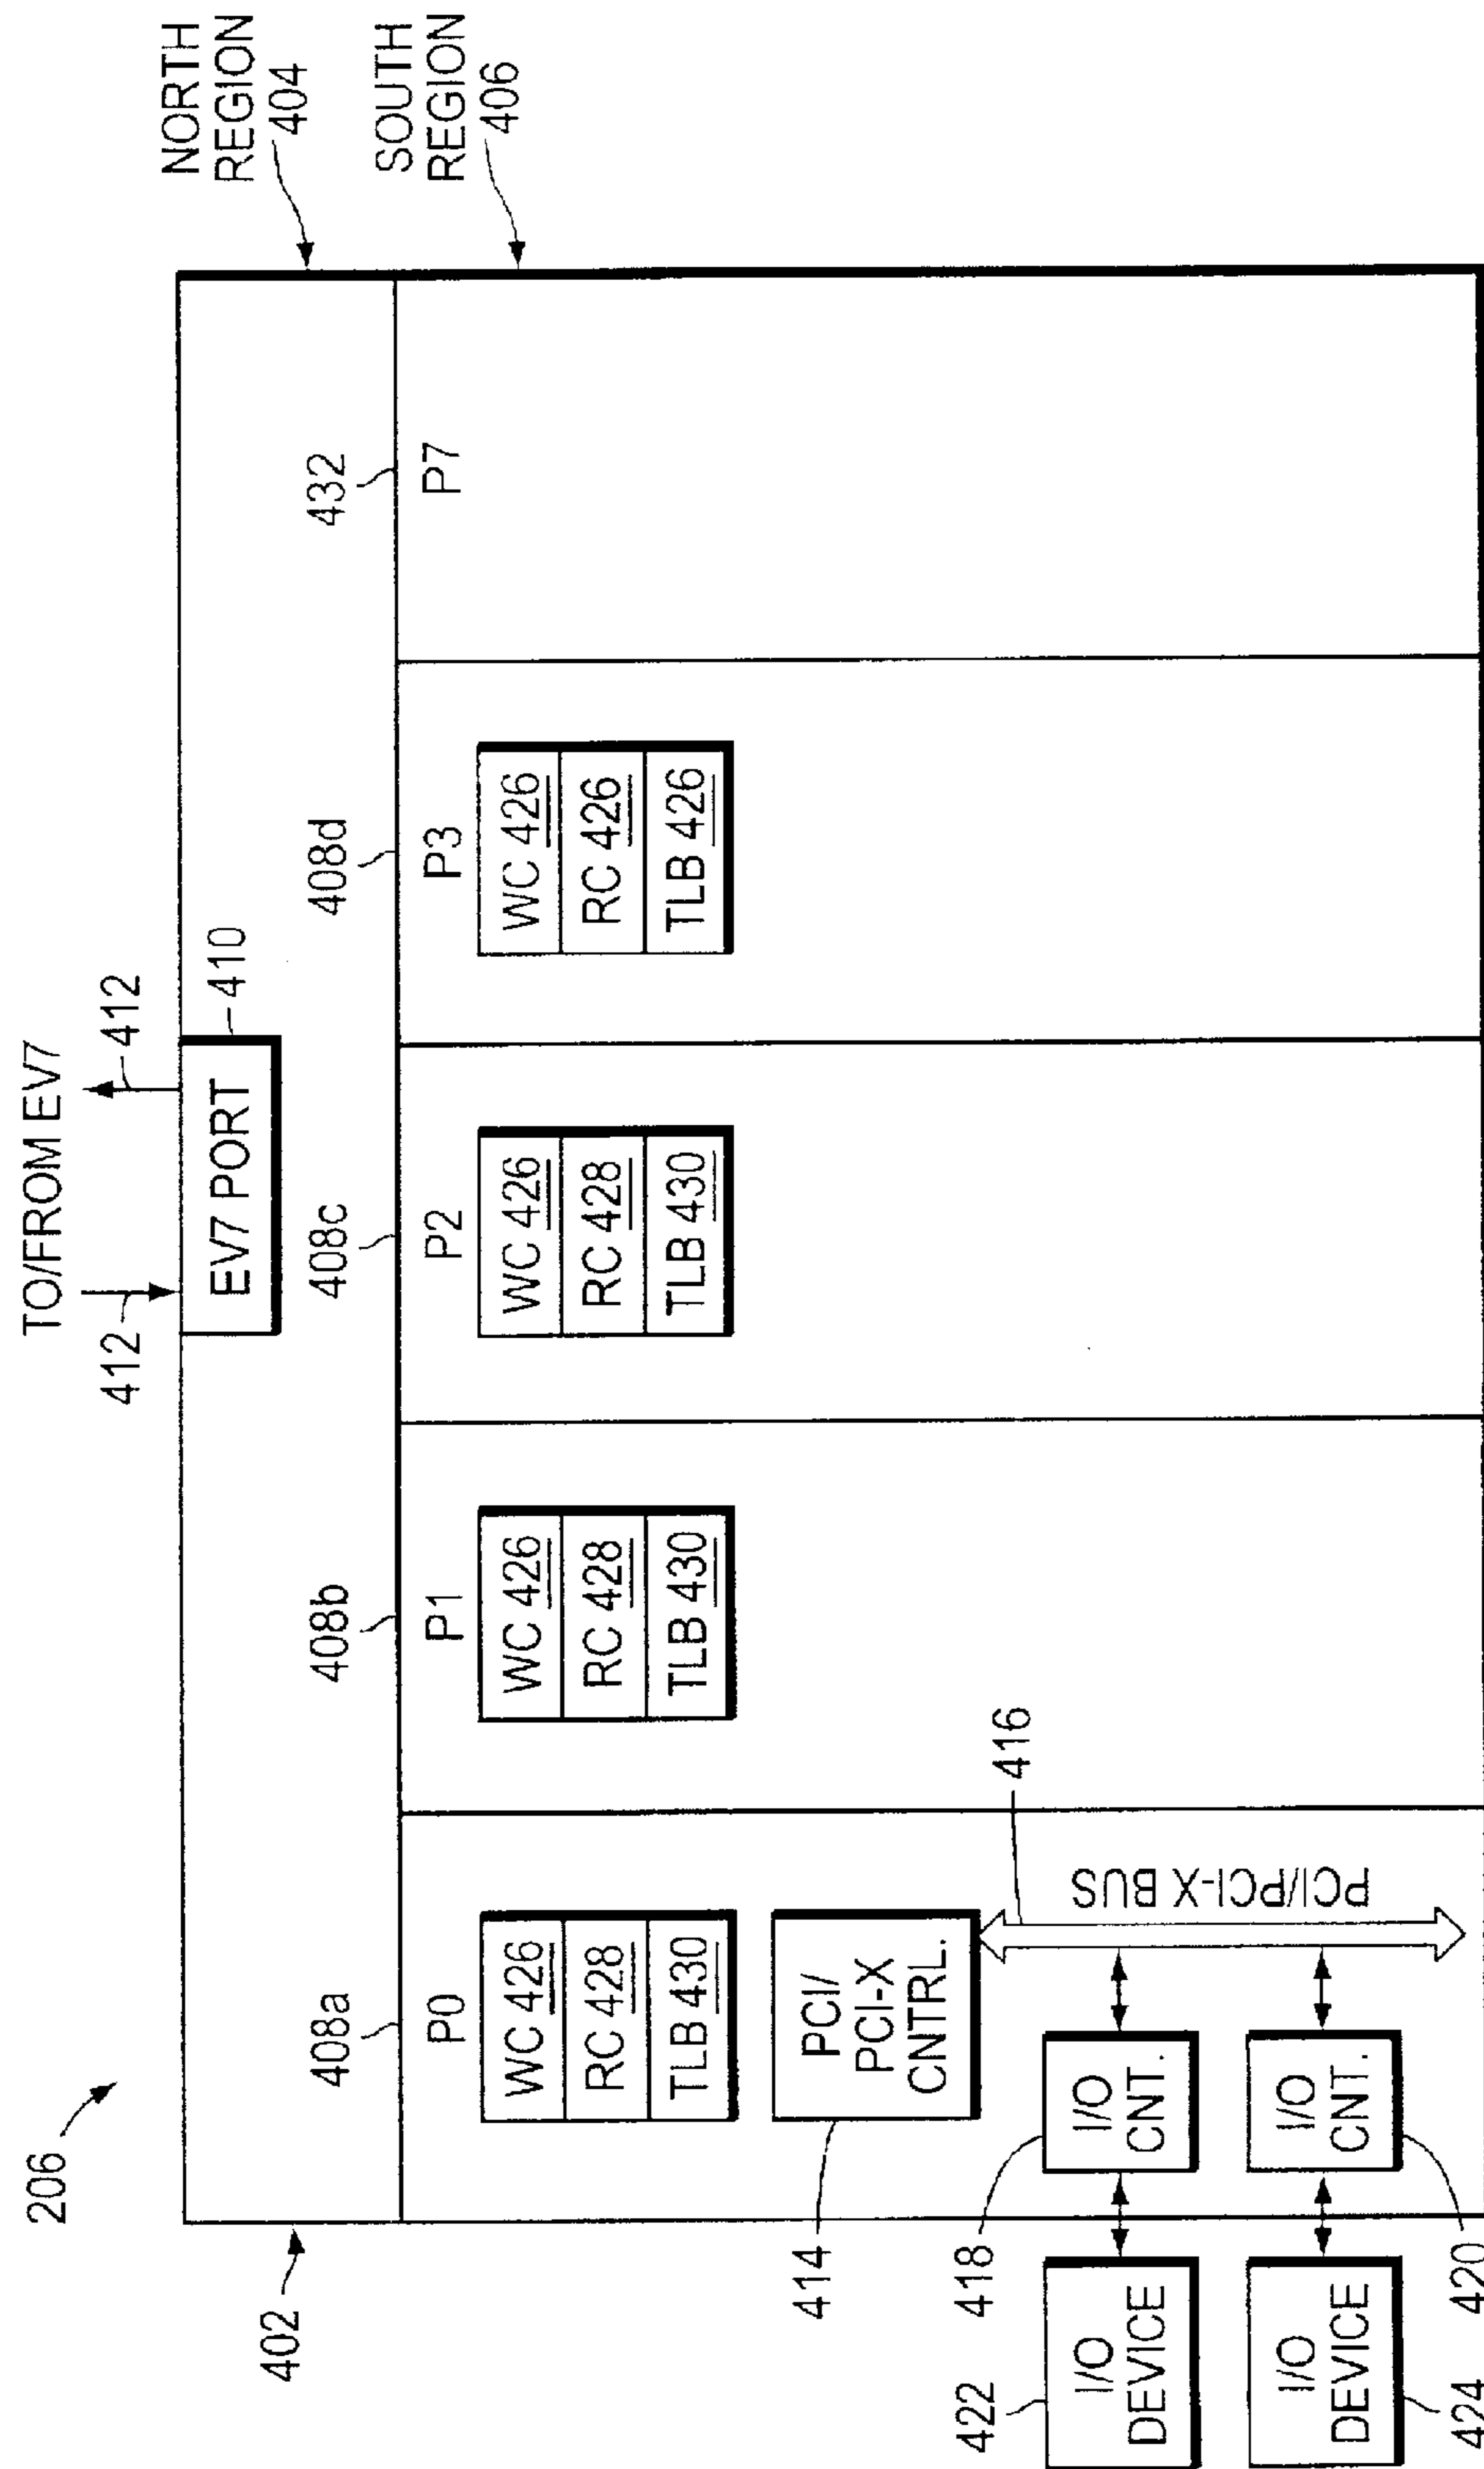 206
TO/FROM EV7
412
412
NORTH
REGION
404
402
EV7 PORT
410
SOUTH
REGION
406
408a
408b
408c
408d
432
P0
P1
P2
P3
P7
WC 426
RC 428
TLB 430
WC 426
RC 428
TLB 430
WC 426
RC 428
TLB 430
WC 426
RC 426
TLB 426
414
PCI/
PCI-X
CNTRL.
416
PCI/PCI-X BUS
422
I/O
DEVICE
418
I/O
CNT.
424
I/O
DEVICE
420
I/O
CNT.